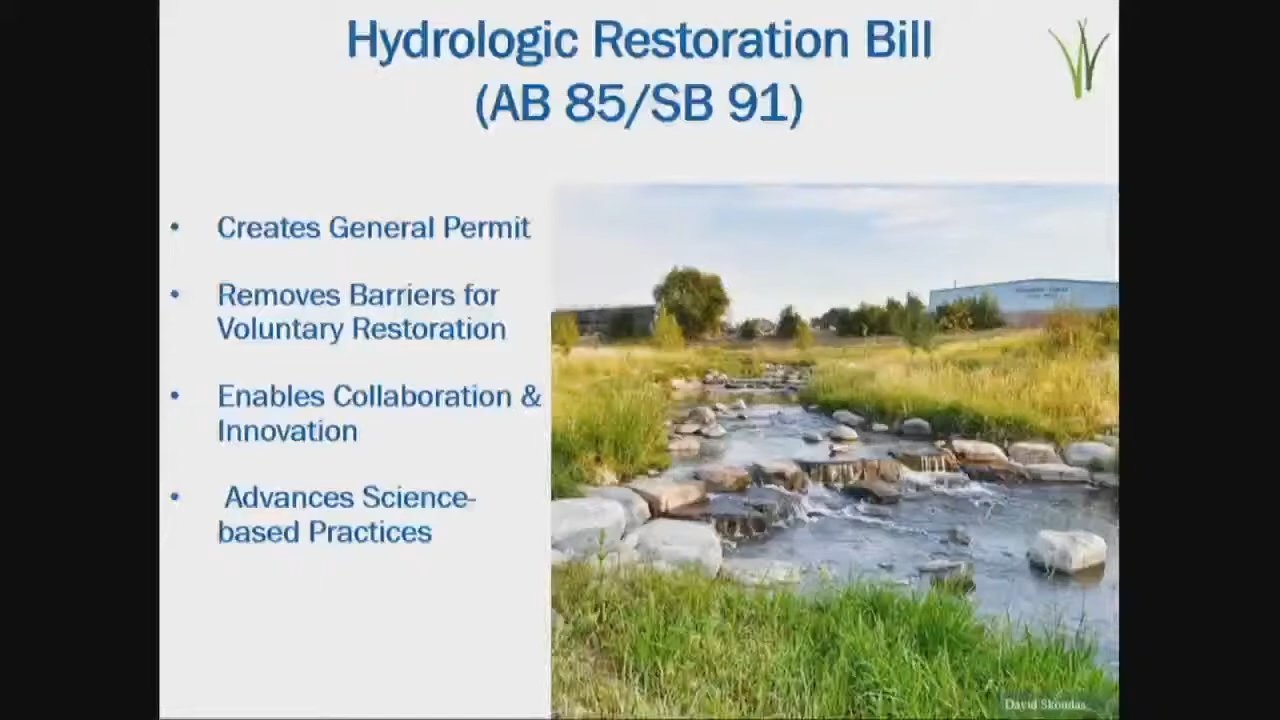 Hydrologic Restoration Bill
(AB 85/SB 91)
• Creates General Permit
• Removes Barriers for
Voluntary Restoration
• Enables Collaboration &
Innovation
• Advances Science-
based Practices
David Skoudas